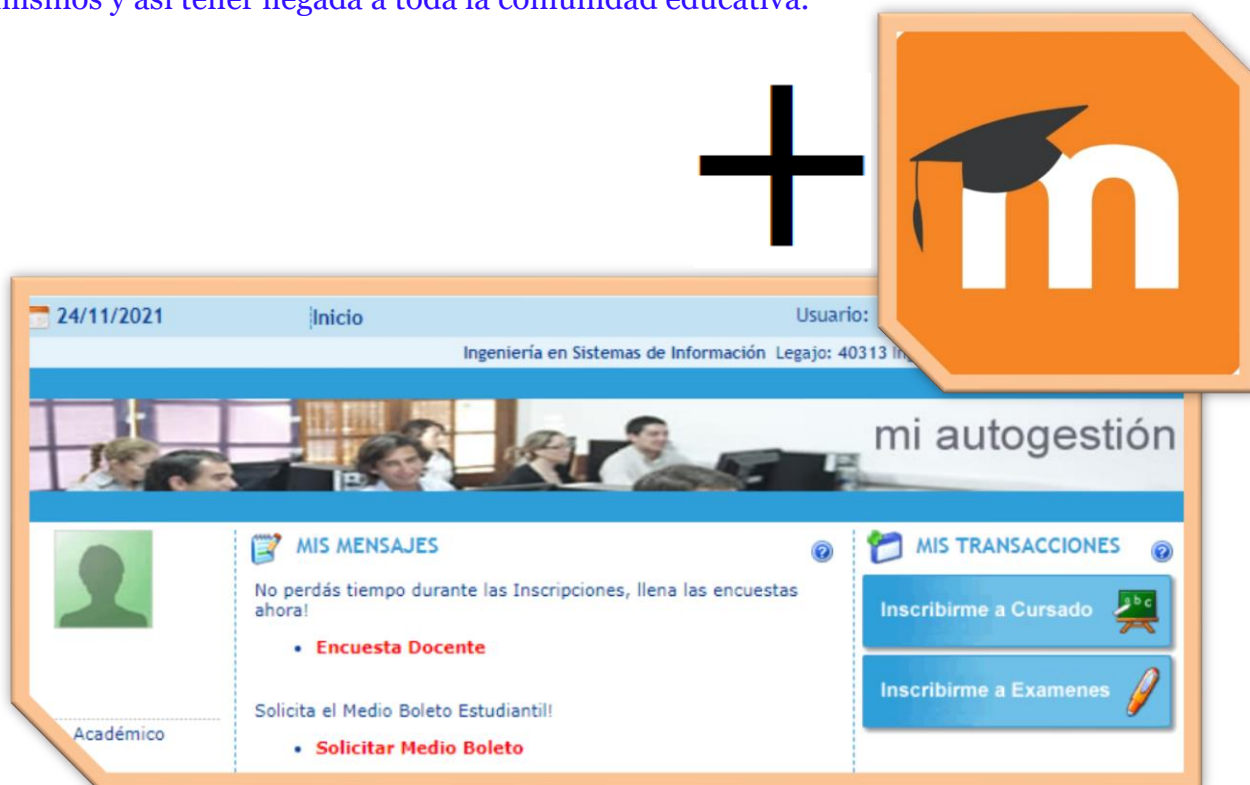 mismos y así tener llegada a toda la comunidad educativa.
m
24/11/2021 Inicio Usuario:
Ingeniería en Sistemas de Información Legajo: 40313
mi autogestión
MIS MENSAJES
No perdás tiempo durante las Inscripciones, llena las encuestas
ahora!
• Encuesta Docente
Solicita el Medio Boleto Estudiantil!
• Solicitar Medio Boleto
Académico
MIS TRANSACCIONES
Inscribirme a Cursado
abc
Inscribirme a Examenes